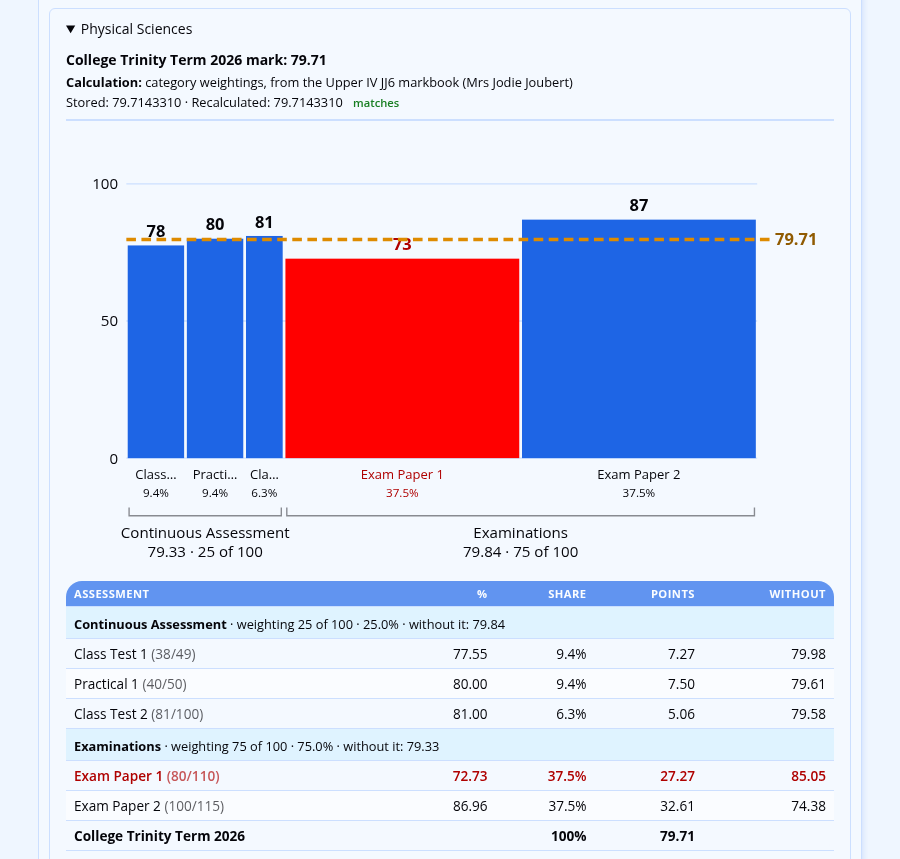 ▼ Physical Sciences
College Trinity Term 2026 mark: 79.71
Calculation: category weightings, from the Upper IV JJ6 markbook (Mrs Jodie Joubert)
Stored: 79.7143310 · Recalculated: 79.7143310 matches
100
50
0
78
80
81
73
87
79.71
Class... Practi... Cla... Exam Paper 1 Exam Paper 2
9.4% 9.4% 6.3% 37.5% 37.5%
Continuous Assessment Examinations
79.33 · 25 of 100 79.84 · 75 of 100
ASSESSMENT % SHARE POINTS WITHOUT
Continuous Assessment · weighting 25 of 100 · 25.0% · without it: 79.84
Class Test 1 (38/49) 77.55 9.4% 7.27 79.98
Practical 1 (40/50) 80.00 9.4% 7.50 79.61
Class Test 2 (81/100) 81.00 6.3% 5.06 79.58
Examinations · weighting 75 of 100 · 75.0% · without it: 79.33
Exam Paper 1 (80/110) 72.73 37.5% 27.27 85.05
Exam Paper 2 (100/115) 86.96 37.5% 32.61 74.38
College Trinity Term 2026 100% 79.71